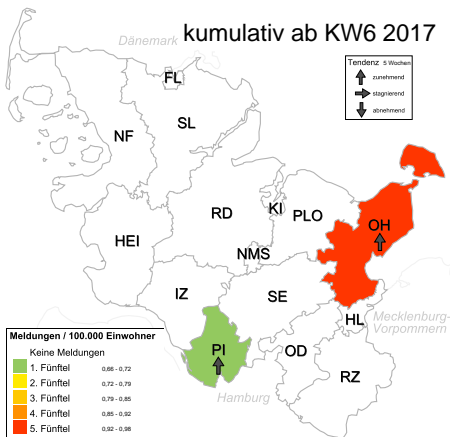 kumulativ ab KW6 2017
Dänemark
Tendenz 5 Wochen
zunehmend
stagnierend
abnehmend
FL
SL
NF
RD
KI
PLO
OH
HEI
NMS
IZ
SE
HL
Mecklenburg-
Vorpommern
PI
OD
RZ
Hamburg
Meldungen / 100.000 Einwohner
Keine Meldungen
1. Fünftel 0,66 - 0,72
2. Fünftel 0,72 - 0,79
3. Fünftel 0,79 - 0,85
4. Fünftel 0,85 - 0,92
5. Fünftel 0,92 - 0,98